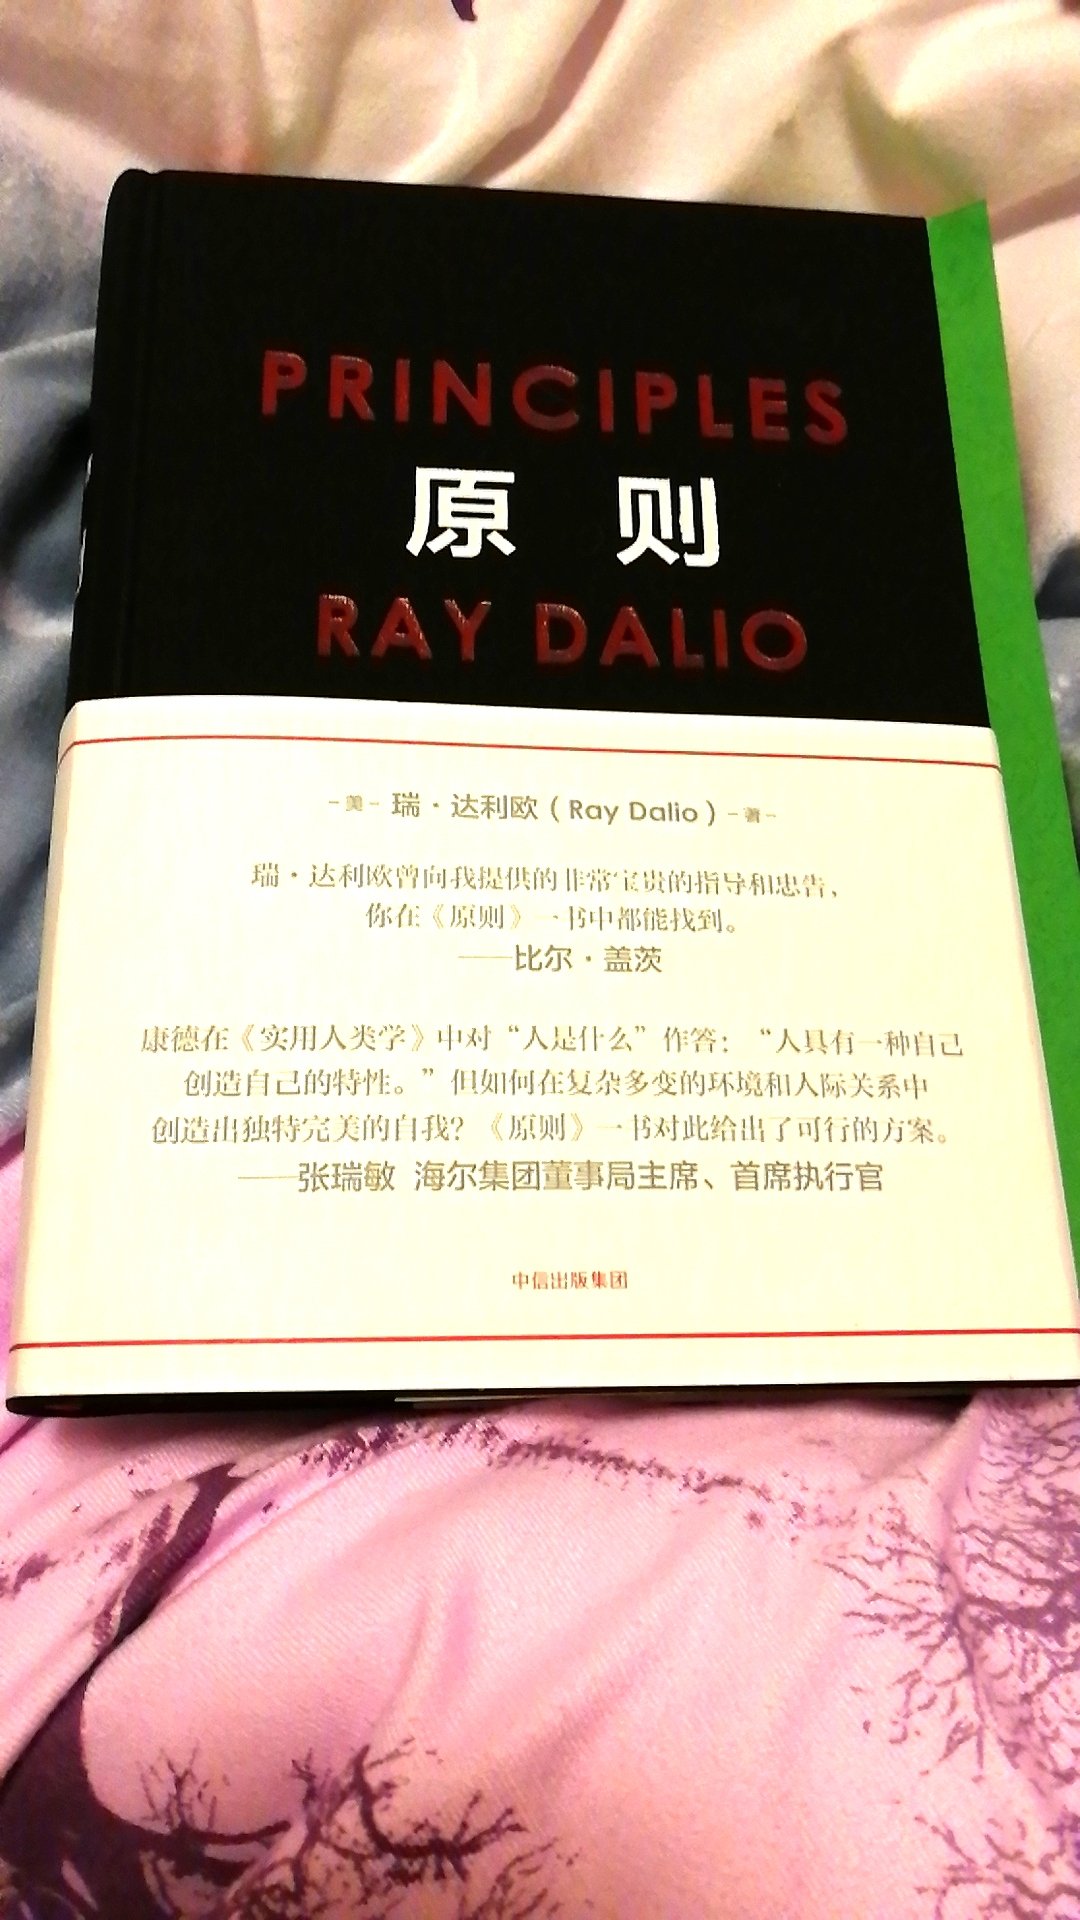 PRINCIPLES
原 则
RAY DALIO
-美- 瑞·达利欧（Ray Dalio）-著-
瑞·达利欧曾向我提供的非常宝贵的指导和忠告，
你在《原则》一书中都能找到。
——比尔·盖茨
康德在《实用人类学》中对“人是什么”作答：“人具有一种自己
创造自己的特性。”但如何在复杂多变的环境和人际关系中
创造出独特完美的自我？《原则》一书对此给出了可行的方案。
——张瑞敏 海尔集团董事局主席、首席执行官
中信出版集团